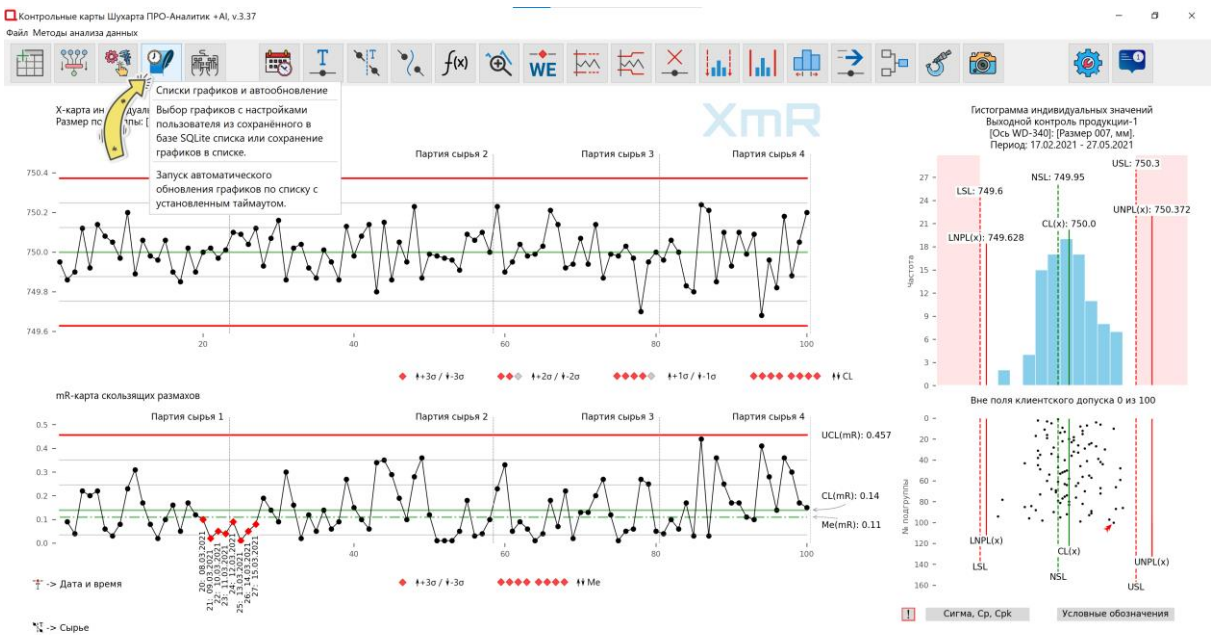 Контрольные карты Шухарта ПРО-Аналитик +AI, v.3.37
Файл Методы анализа данных
T
T
f(x)
WE
Списки графиков и автообновление
Выбор графиков с настройками
пользователя из сохранённого в
базе SQLite списка или сохранение
графиков в списке.
Запуск автоматического
обновления графиков по списку с
установленным таймаутом.
XmR
Партия сырья 2
Партия сырья 3
Партия сырья 4
750.4
750.2
750.0
749.8
749.6
20
40
60
80
100
+3σ / -3σ
+2σ / -2σ
+1σ / -1σ
CL
mR-карта скользящих размахов
Партия сырья 1
Партия сырья 2
Партия сырья 3
Партия сырья 4
0.5
0.4
0.3
0.2
0.1
0.0
UCL(mR): 0.457
CL(mR): 0.14
Me(mR): 0.11
20: 08.03.2021
21: 09.03.2021
22: 10.03.2021
23: 11.03.2021
24: 12.03.2021
25: 13.03.2021
26: 14.03.2021
27: 15.03.2021
40
60
80
100
+3σ / -3σ
Me
-> Дата и время
-> Сырье
Гистограмма индивидуальных значений
Выходной контроль продукции-1
[Ось WD-340]: [Размер 007, мм].
Период: 17.02.2021 - 27.05.2021
USL: 750.3
NSL: 749.95
LSL: 749.6
UNPL(x): 750.372
CL(x): 750.0
LNPL(x): 749.628
Частота
27
24
21
18
15
12
9
6
3
0
Вне поля клиентского допуска 0 из 100
№ подгруппы
0
20
40
60
80
100
120
140
160
LNPL(x)
LSL
CL(x)
NSL
UNPL(x)
USL
!
Сигма, Cp, Cpk
Условные обозначения